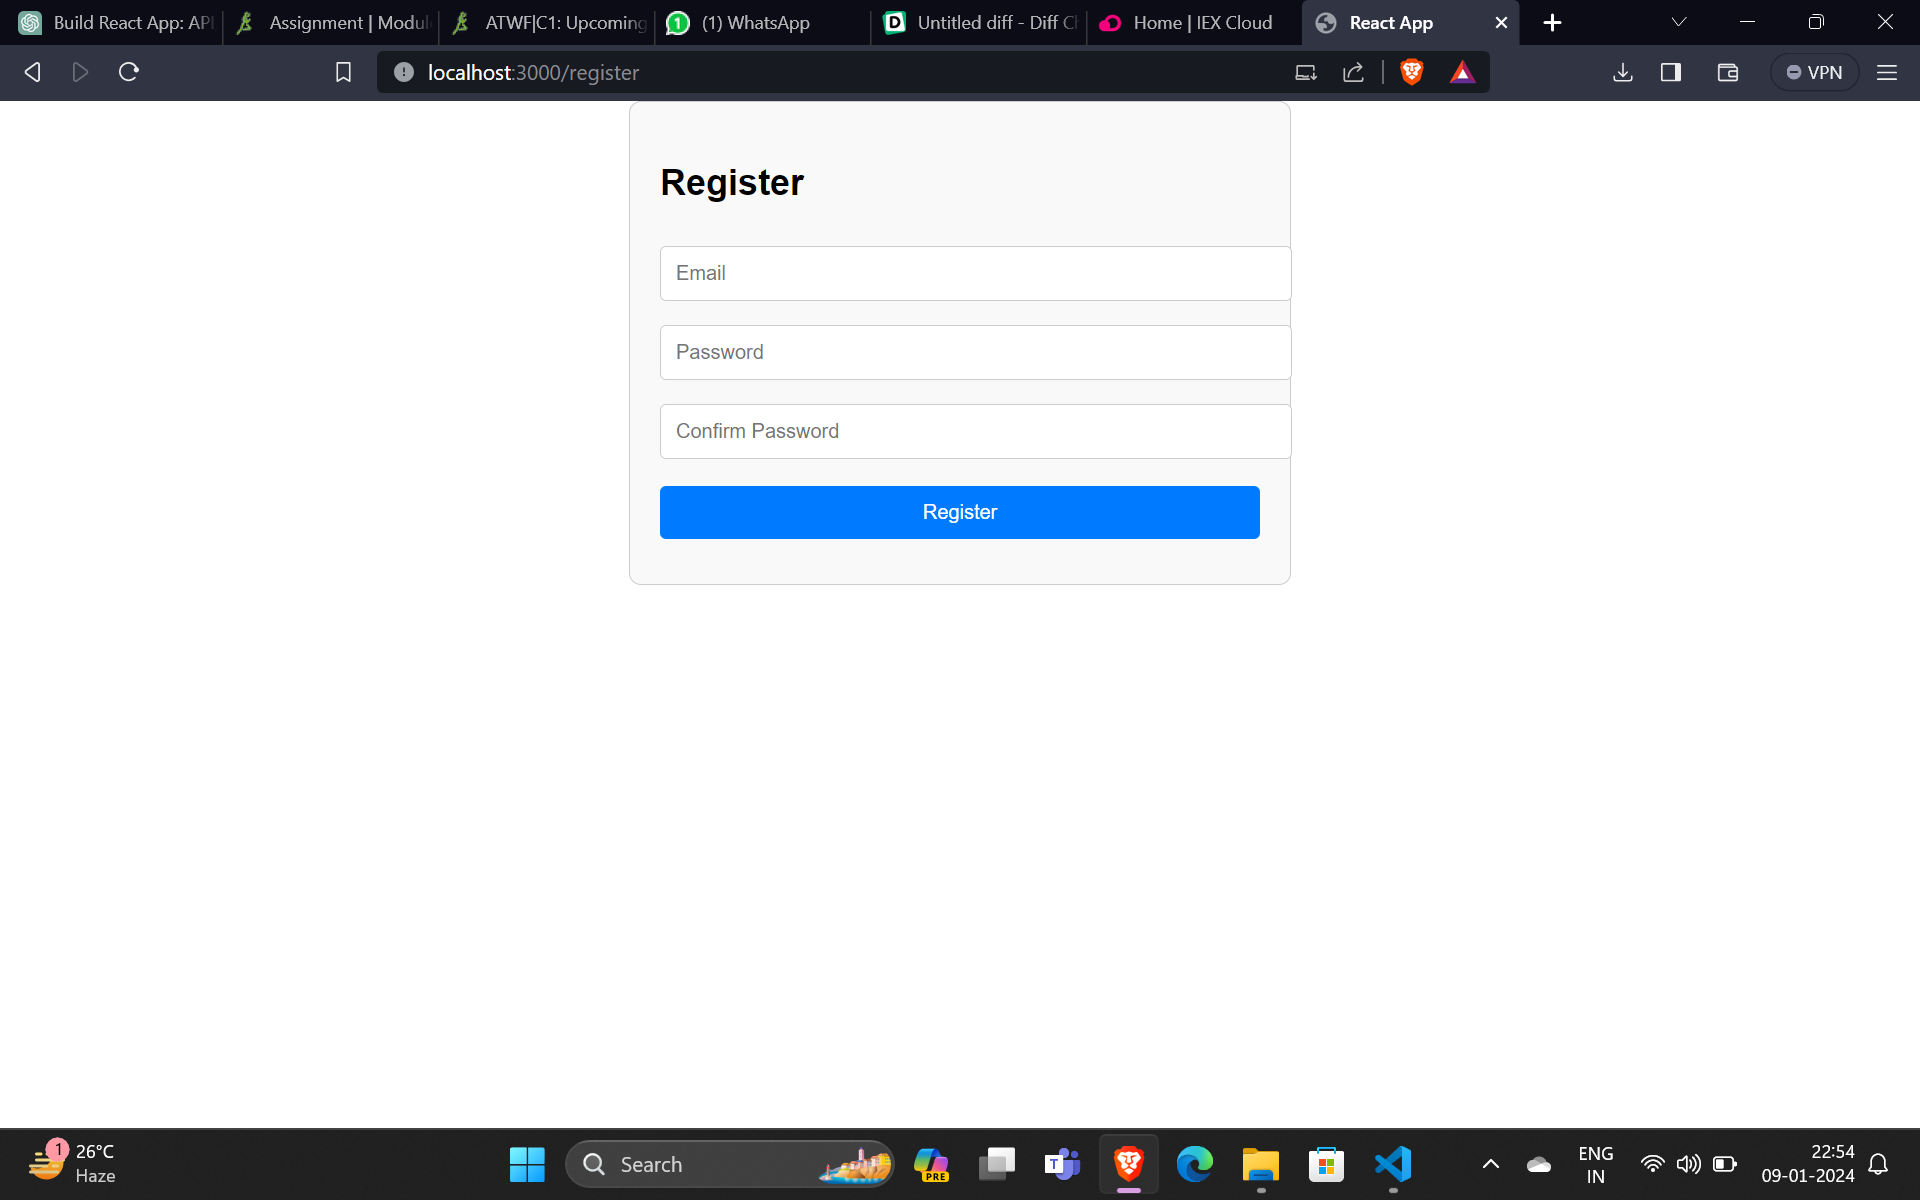 Build React App: API
Assignment | Modul
ATWF|C1: Upcoming
(1) WhatsApp
Untitled diff - Diff Ch
Home | IEX Cloud
React App
localhost:3000/register
VPN
Register
Email
Password
Confirm Password
Register
1
26°C
Haze
Search
PRE
ENG
IN
22:54
09-01-2024